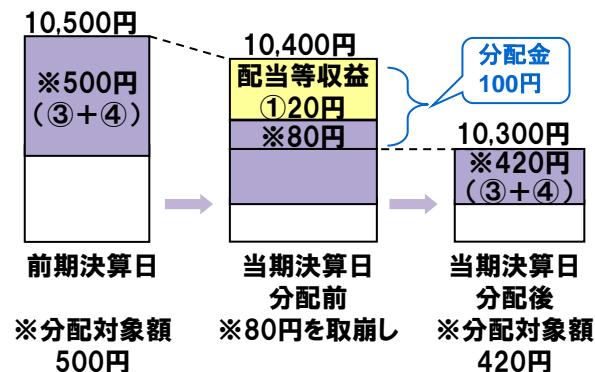 10,500円
※500円
(③+④)
前期決算日
※分配対象額
500円
10,400円
配当等収益
①20円
※80円
当期決算日
分配前
※80円を取崩し
分配金
100円
10,300円
※420円
(③+④)
当期決算日
分配後
※分配対象額
420円